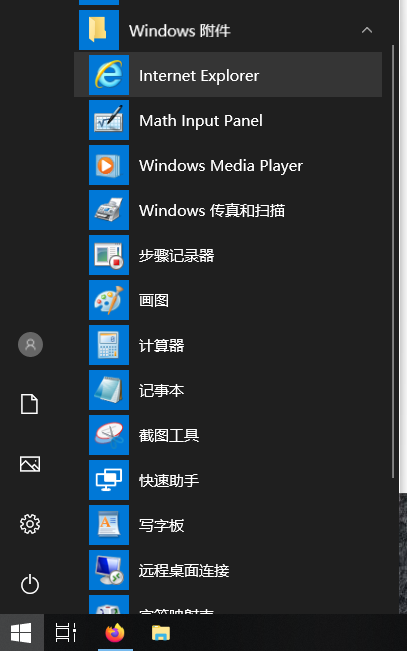 Windows 附件
Internet Explorer
Math Input Panel
Windows Media Player
Windows 传真和扫描
步骤记录器
画图
计算器
记事本
截图工具
快速助手
写字板
远程桌面连接